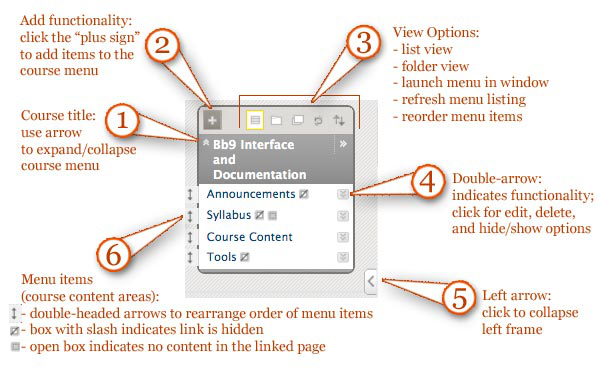 Add functionality:
click the “plus sign”
to add items to the
course menu
2
3
View Options:
- list view
- folder view
- launch menu in window
- refresh menu listing
- reorder menu items
Course title:
use arrow
to expand/collapse
course menu
1
Bb9 Interface
and
Documentation
Announcements
Syllabus
Course Content
Tools
4
Double-arrow:
indicates functionality;
click for edit, delete,
and hide/show options
6
Menu items
(course content areas):
- double-headed arrows to rearrange order of menu items
- box with slash indicates link is hidden
- open box indicates no content in the linked page
5
Left arrow:
click to collapse
left frame